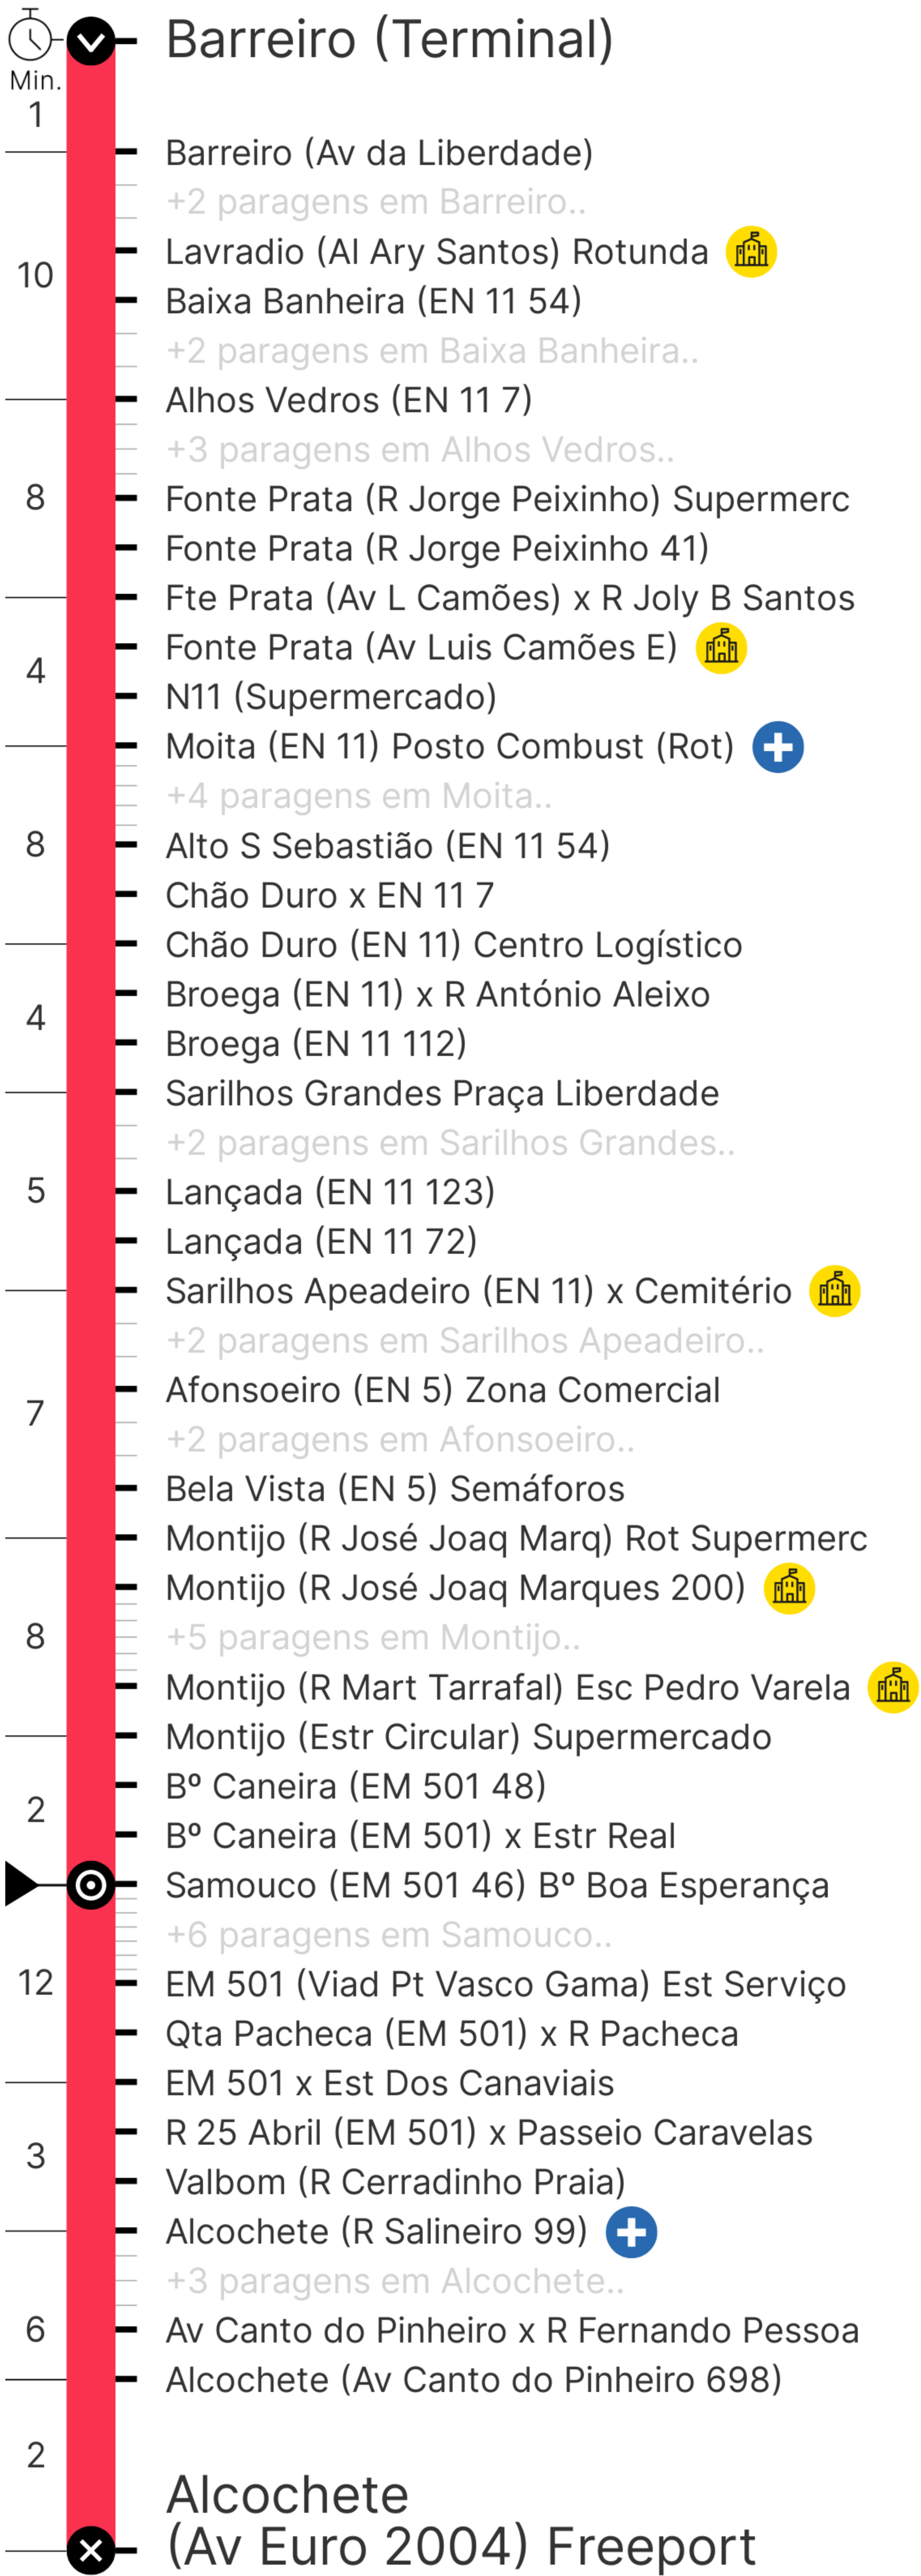 Barreiro (Terminal)
Min.
1
Barreiro (Av da Liberdade)
+2 paragens em Barreiro..
Lavradio (Al Ary Santos) Rotunda
10
Baixa Banheira (EN 11 54)
+2 paragens em Baixa Banheira..
Alhos Vedros (EN 11 7)
+3 paragens em Alhos Vedros..
8
Fonte Prata (R Jorge Peixinho) Supermerc
Fonte Prata (R Jorge Peixinho 41)
Fte Prata (Av L Camões) x R Joly B Santos
Fonte Prata (Av Luis Camões E)
4
N11 (Supermercado)
Moita (EN 11) Posto Combust (Rot)
+4 paragens em Moita..
8
Alto S Sebastião (EN 11 54)
Chão Duro x EN 11 7
Chão Duro (EN 11) Centro Logístico
Broega (EN 11) x R António Aleixo
4
Broega (EN 11 112)
Sarilhos Grandes Praça Liberdade
+2 paragens em Sarilhos Grandes..
5
Lançada (EN 11 123)
Lançada (EN 11 72)
Sarilhos Apeadeiro (EN 11) x Cemitério
+2 paragens em Sarilhos Apeadeiro..
Afonsoeiro (EN 5) Zona Comercial
7
+2 paragens em Afonsoeiro..
Bela Vista (EN 5) Semáforos
Montijo (R José Joaq Marq) Rot Supermerc
Montijo (R José Joaq Marques 200)
8
+5 paragens em Montijo..
Montijo (R Mart Tarrafal) Esc Pedro Varela
Montijo (Estr Circular) Supermercado
Bº Caneira (EM 501 48)
2
Bº Caneira (EM 501) x Estr Real
Samouco (EM 501 46) Bº Boa Esperança
+6 paragens em Samouco..
12
EM 501 (Viad Pt Vasco Gama) Est Serviço
Qta Pacheca (EM 501) x R Pacheca
EM 501 x Est Dos Canaviais
R 25 Abril (EM 501) x Passeio Caravelas
3
Valbom (R Cerradinho Praia)
Alcochete (R Salineiro 99)
+3 paragens em Alcochete..
6
Av Canto do Pinheiro x R Fernando Pessoa
Alcochete (Av Canto do Pinheiro 698)
2
Alcochete
(Av Euro 2004) Freeport